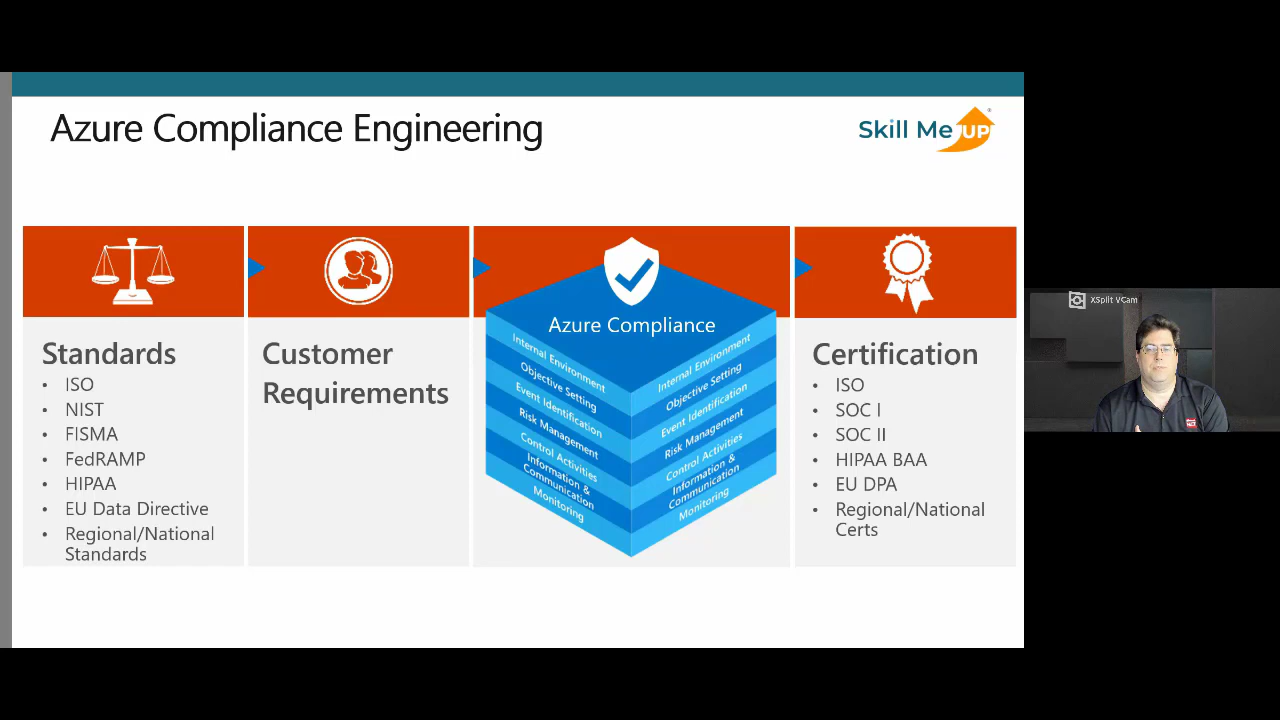 Azure Compliance Engineering
Skill Me UP
Standards
• ISO
• NIST
• FISMA
• FedRAMP
• HIPAA
• EU Data Directive
• Regional/National
Standards
Customer
Requirements
Azure Compliance
Internal Environment
Objective Setting
Event Identification
Risk Management
Control Activities
Information &
Communication
Monitoring
Internal Environment
Objective Setting
Event Identification
Risk Management
Control Activities
Information &
Communication
Monitoring
Certification
• ISO
• SOC I
• SOC II
• HIPAA BAA
• EU DPA
• Regional/National
Certs
XSplit VCam